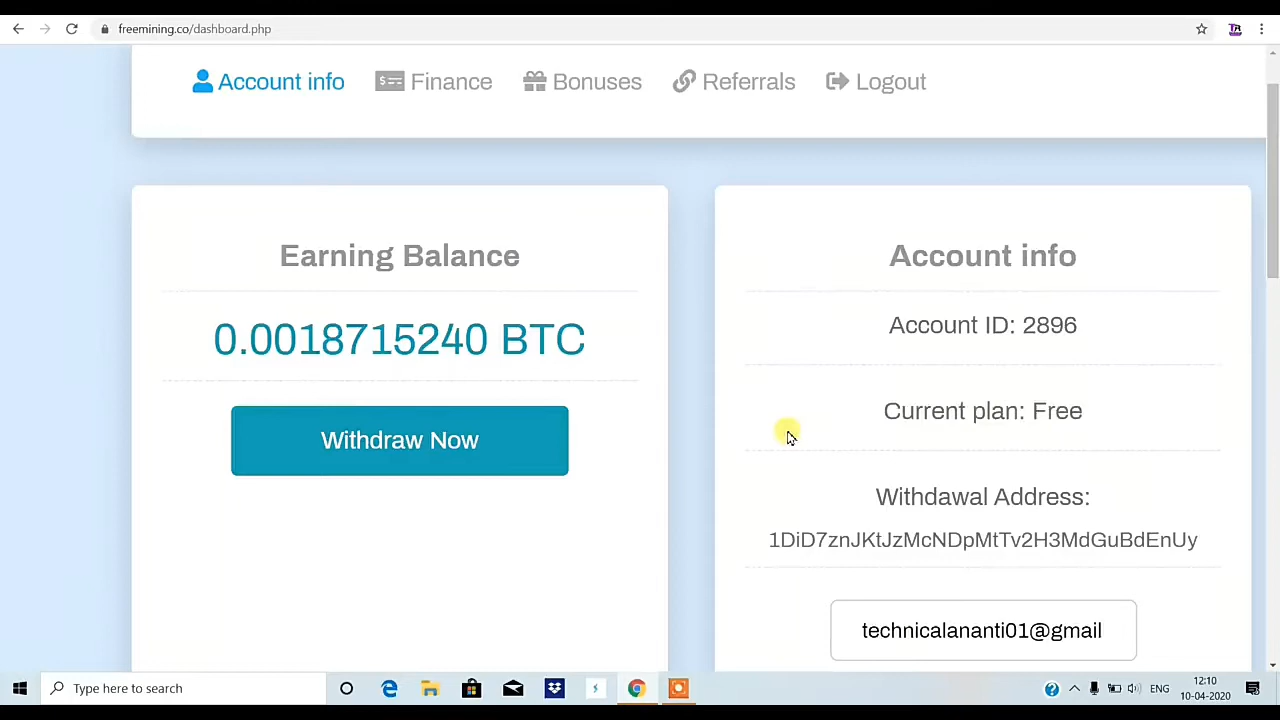 freemining.co/dashboard.php
Account info Finance Bonuses Referrals Logout
Earning Balance
0.0018715240 BTC
Withdraw Now
Account info
Account ID: 2896
Current plan: Free
Withdawal Address:
1DiD7znJKtJzMcNDpMtTv2H3MdGuBdEnUy
technicalananti01@gmail
Type here to search
ENG
12:10
10-04-2020